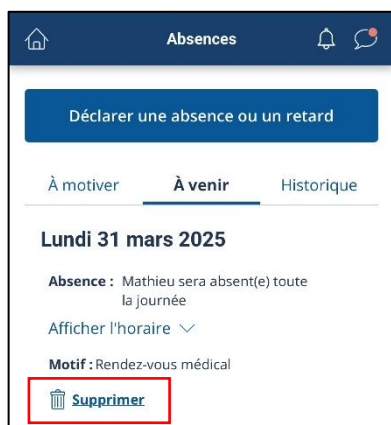 Absences
Déclarer une absence ou un retard
À motiver À venir Historique
Lundi 31 mars 2025
Absence : Mathieu sera absent(e) toute
la journée
Afficher l'horaire
Motif : Rendez-vous médical
Supprimer